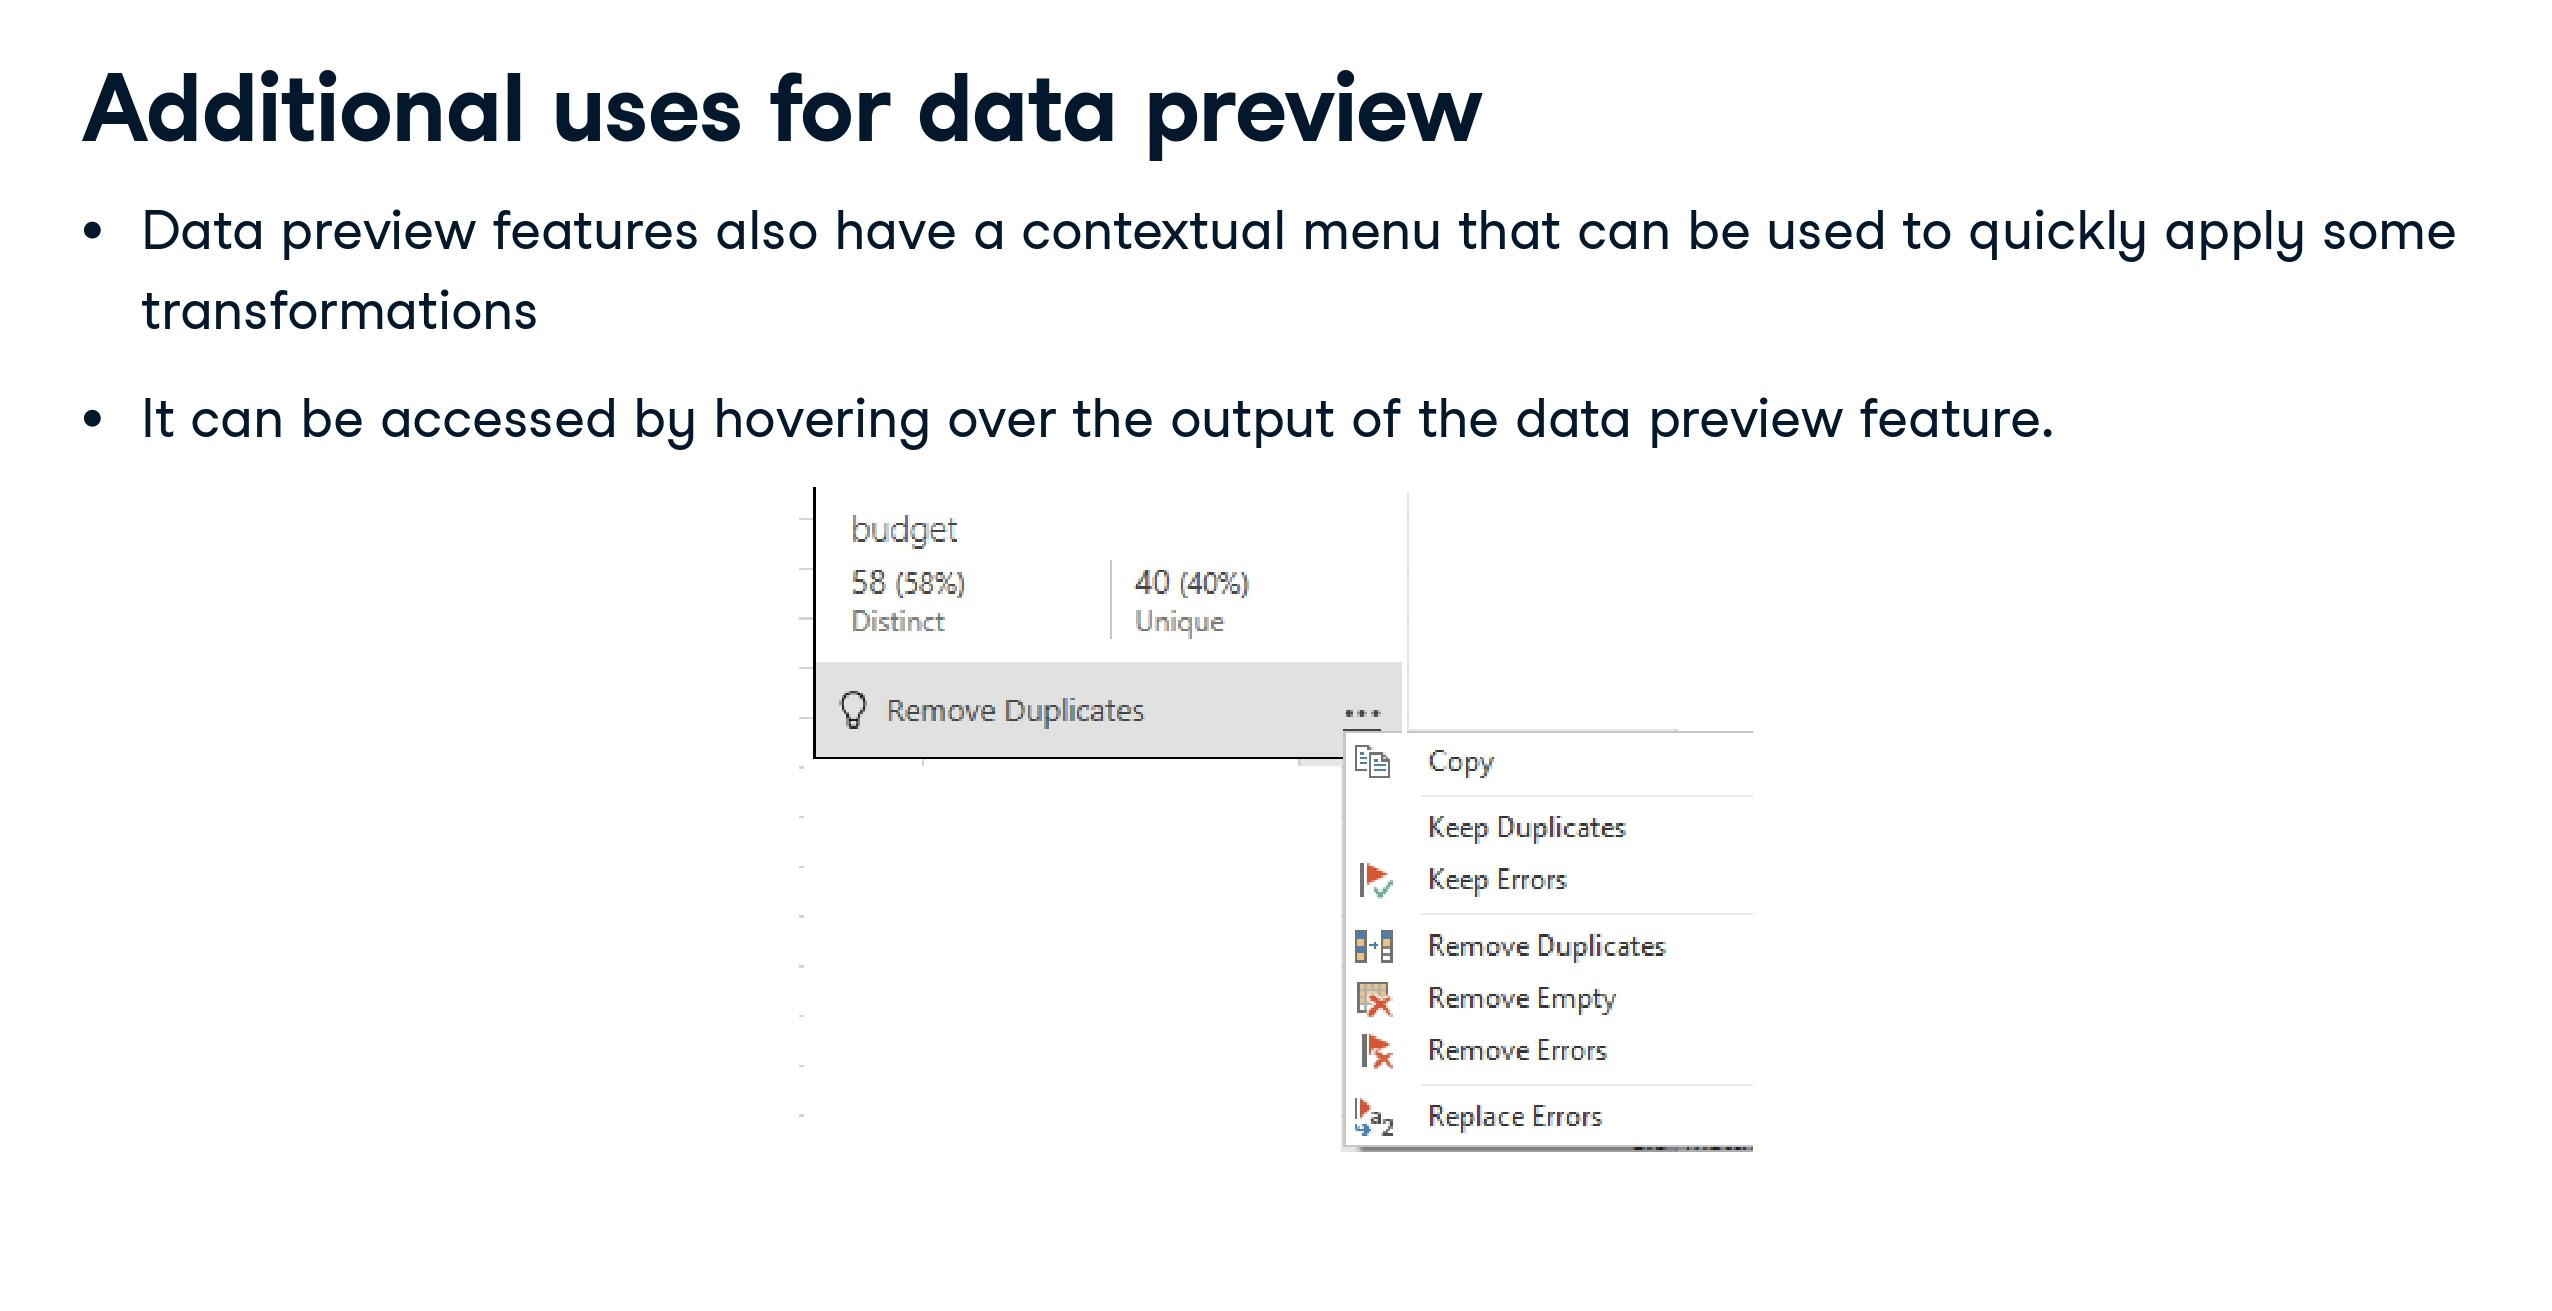 Additional uses for data preview
• Data preview features also have a contextual menu that can be used to quickly apply some
transformations
• It can be accessed by hovering over the output of the data preview feature.
budget
58 (58%) 40 (40%)
Distinct Unique
Remove Duplicates ...
Copy
Keep Duplicates
Keep Errors
Remove Duplicates
Remove Empty
Remove Errors
Replace Errors